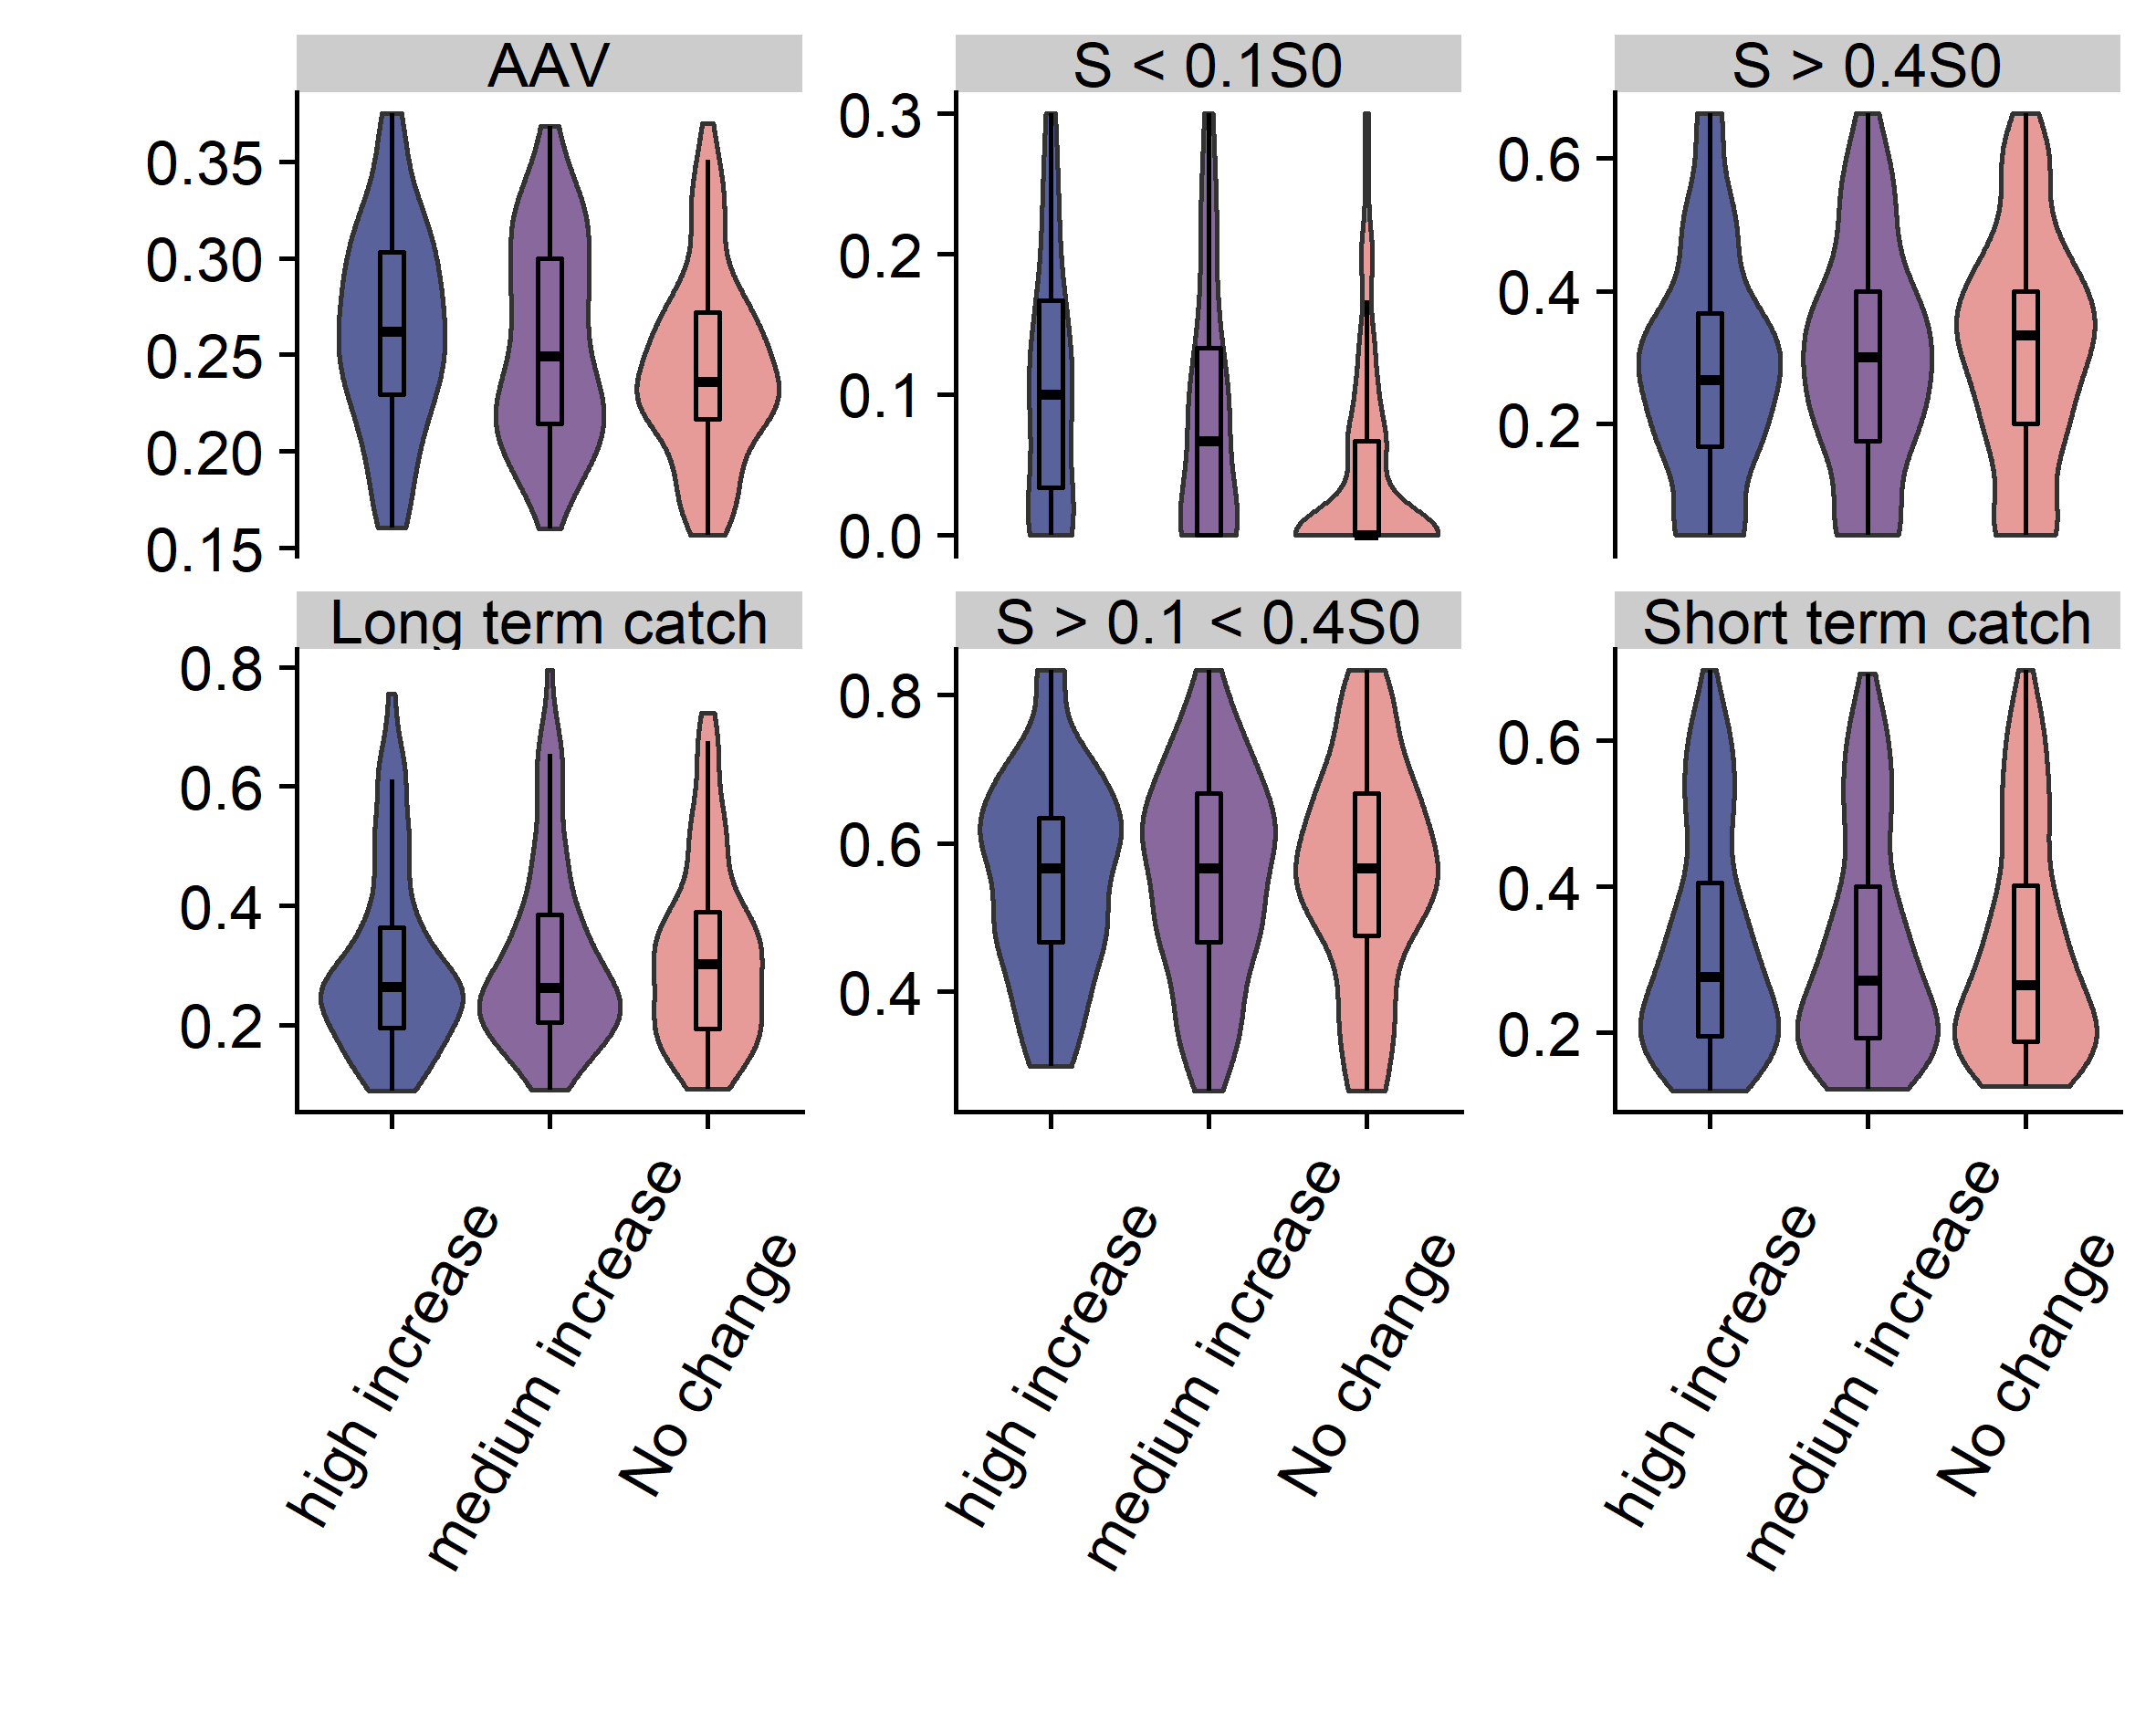 AAV
S < 0.1S0
S > 0.4S0
0.35
0.30
0.25
0.20
0.15
0.3
0.2
0.1
0.0
0.6
0.4
0.2
Long term catch
S > 0.1 < 0.4S0
Short term catch
0.8
0.6
0.4
0.2
0.8
0.6
0.4
0.6
0.4
0.2
high increase
medium increase
No change
high increase
medium increase
No change
high increase
medium increase
No change